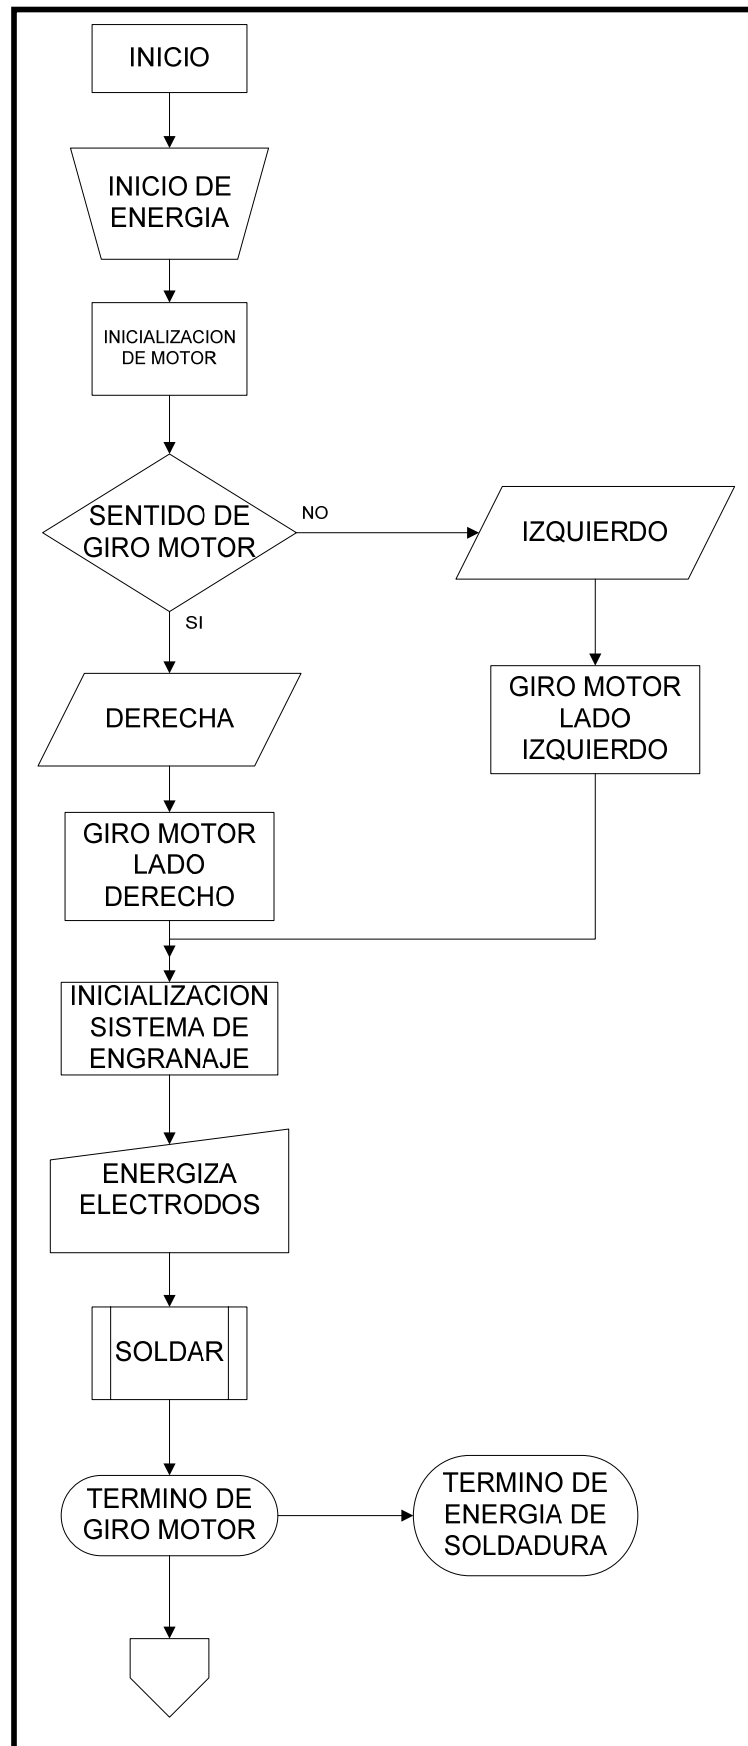 INICIO
INICIO DE
ENERGIA
INICIALIZACION
DE MOTOR
SENTIDO DE
GIRO MOTOR
NO
IZQUIERDO
SI
GIRO MOTOR
LADO
IZQUIERDO
DERECHA
GIRO MOTOR
LADO
DERECHO
INICIALIZACION
SISTEMA DE
ENGRANAJE
ENERGIZA
ELECTRODOS
SOLDAR
TERMINO DE
GIRO MOTOR
TERMINO DE
ENERGIA DE
SOLDADURA